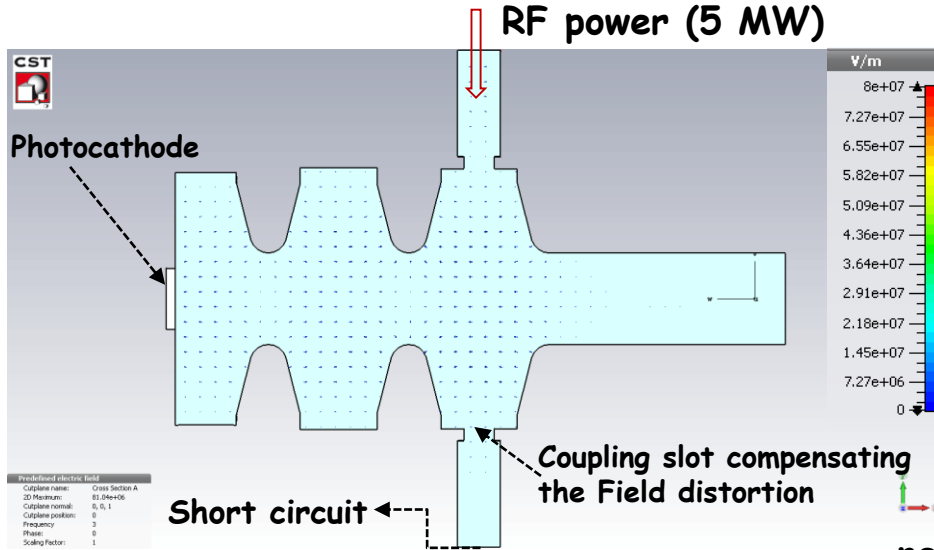 RF power (5 MW)
CST
V/m
8e+07
7.27e+07
6.55e+07
5.82e+07
5.09e+07
4.36e+07
3.64e+07
2.91e+07
2.18e+07
1.45e+07
7.27e+06
0
Photocathode
Coupling slot compensating
the Field distortion
Short circuit
Predefined electric field
Cutplane name: Cross Section A
2D Maximum: 81.04e+06
Cutplane normal: 0, 0, 1
Cutplane position: 0
Frequency 3
Phase: 0
Scaling Factor: 1